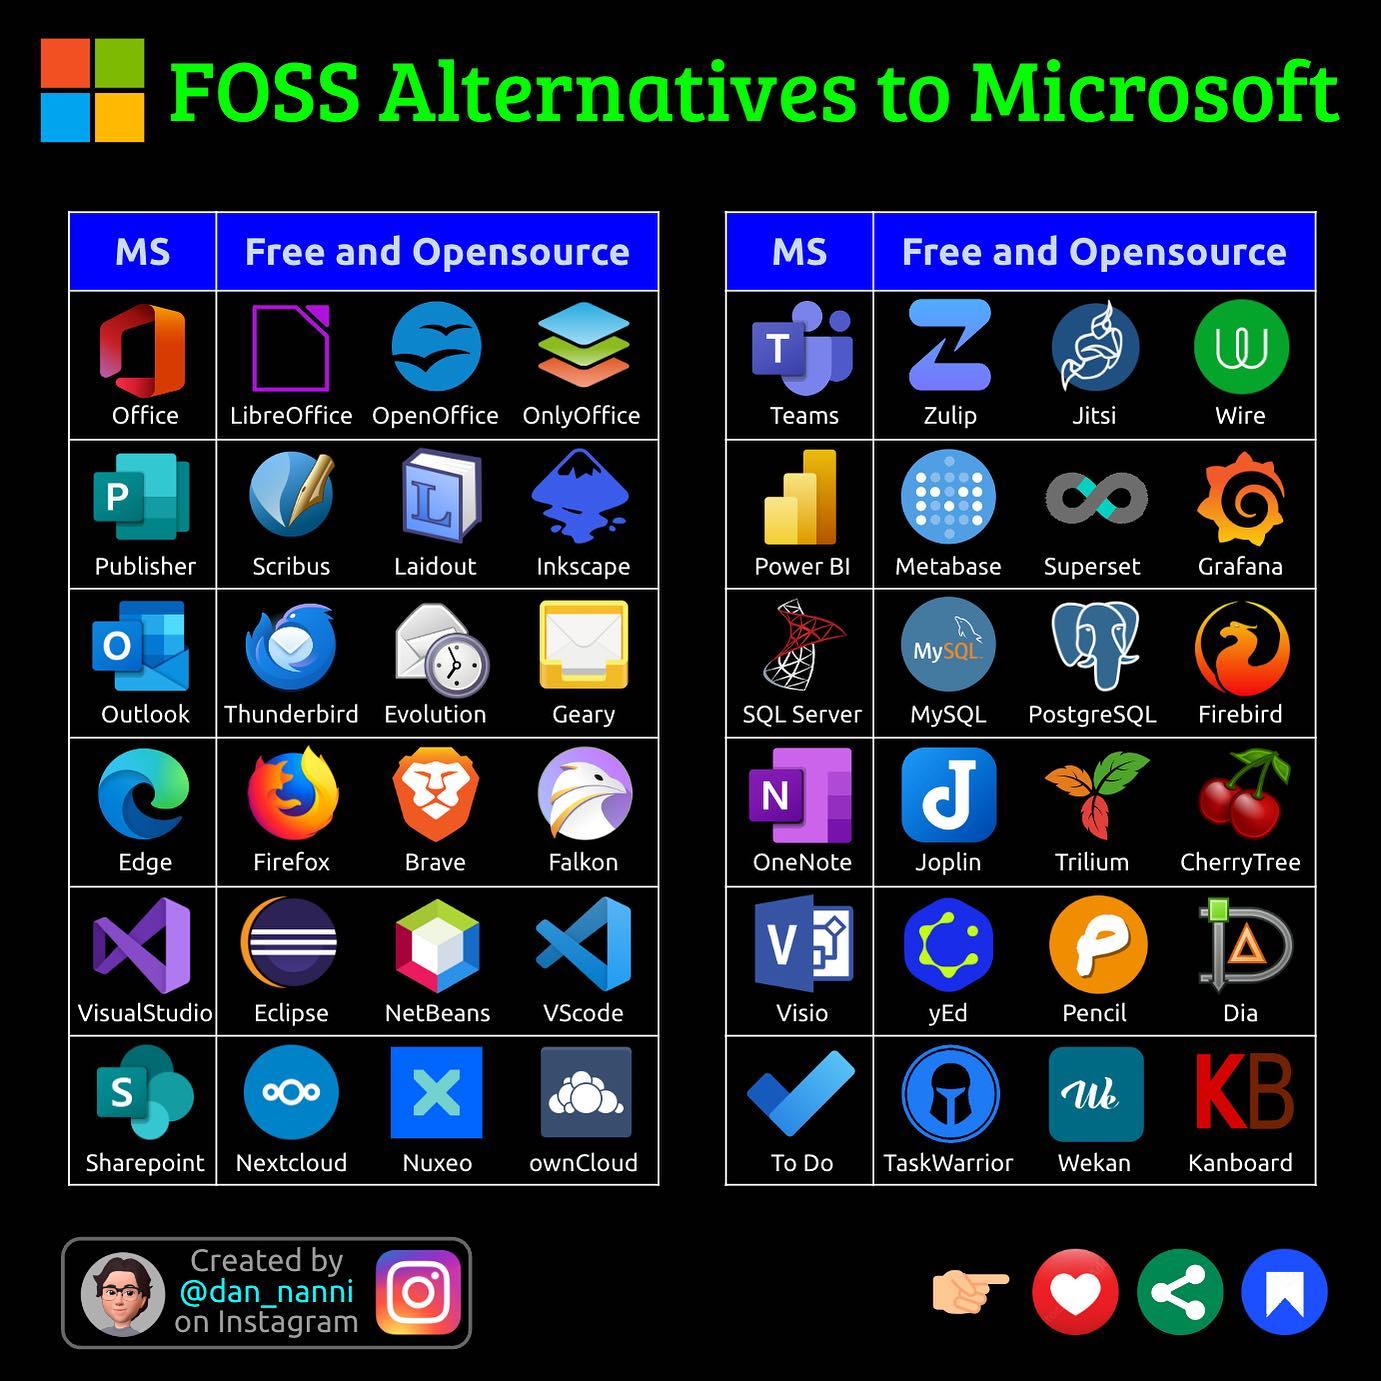 FOSS Alternatives to Microsoft
MS
Free and Opensource
Office
LibreOffice
OpenOffice
OnlyOffice
P
Publisher
Scribus
L
Laidout
Inkscape
O
Outlook
Thunderbird
Evolution
Geary
Edge
Firefox
Brave
Falkon
VisualStudio
Eclipse
NetBeans
VScode
S
Sharepoint
Nextcloud
Nuxeo
ownCloud
MS
Free and Opensource
T
Teams
Zulip
Jitsi
Wire
Power BI
Metabase
Superset
Grafana
SQL Server
MySQL
MySQL
PostgreSQL
Firebird
N
OneNote
J
Joplin
Trilium
CherryTree
V
Visio
yEd
P
Pencil
D
Dia
To Do
TaskWarrior
We
Wekan
KB
Kanboard
Created by
@dan_nanni
on Instagram